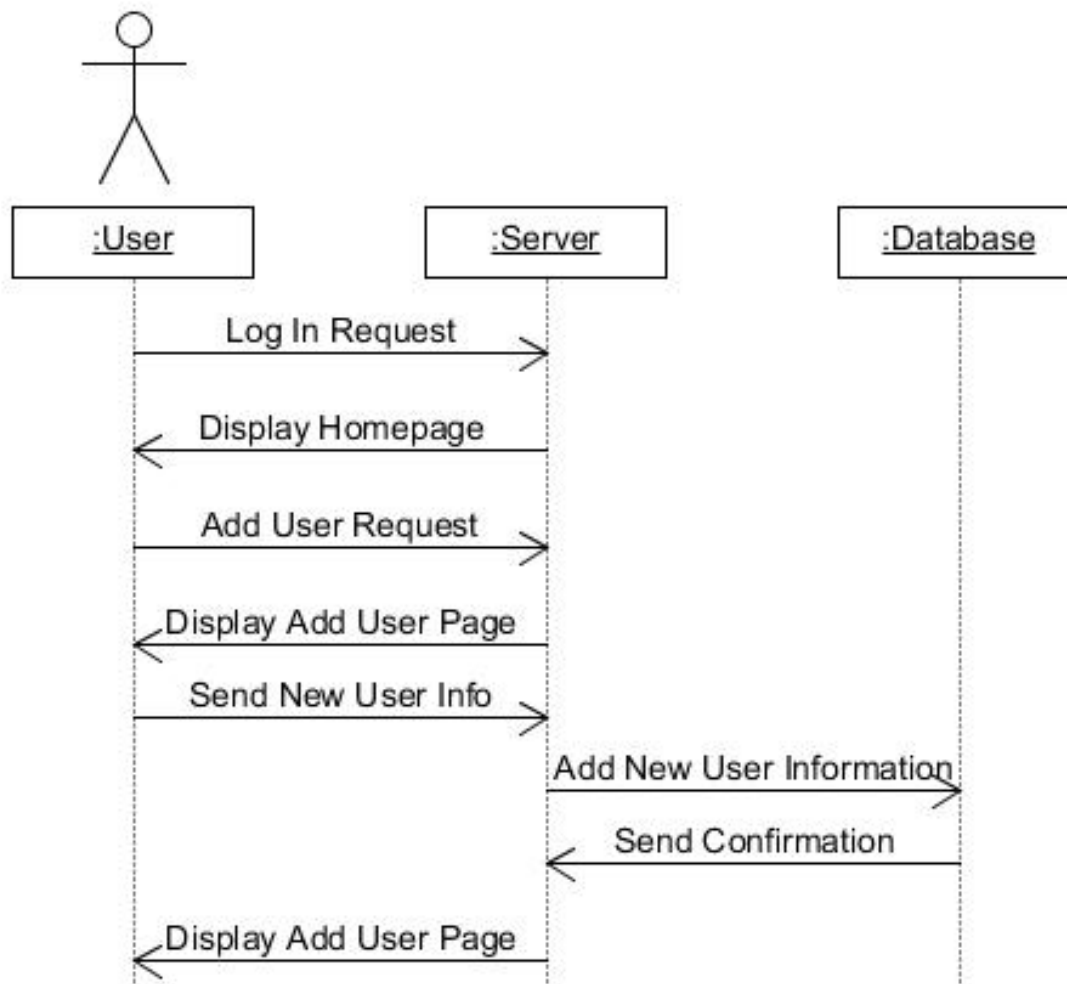 :User
:Server
:Database
Log In Request
Display Homepage
Add User Request
Display Add User Page
Send New User Info
Add New User Information
Send Confirmation
Display Add User Page